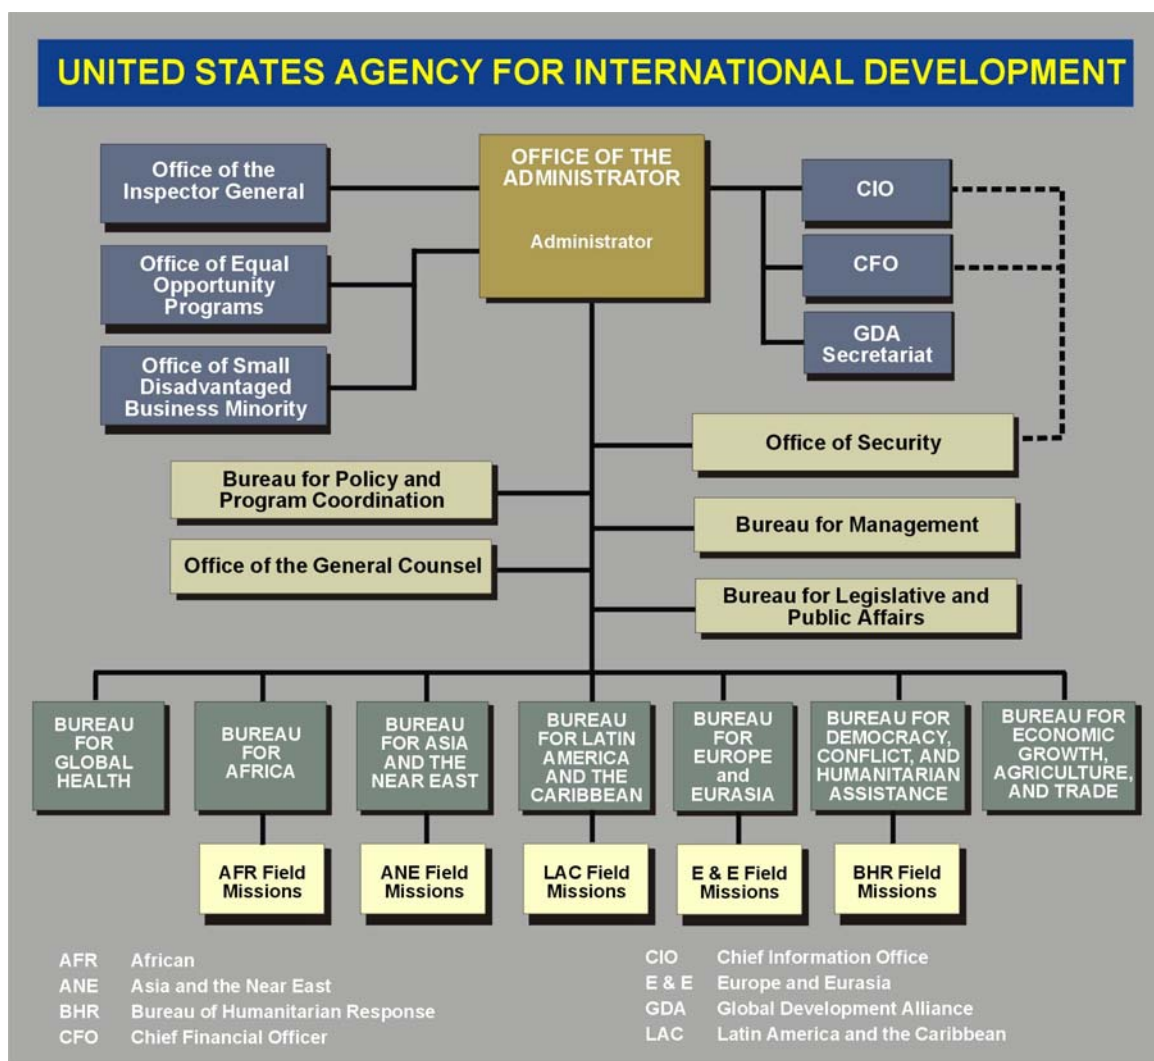 UNITED STATES AGENCY FOR INTERNATIONAL DEVELOPMENT
OFFICE OF THE
ADMINISTRATOR
Administrator
Office of the
Inspector General
Office of Equal
Opportunity
Programs
Office of Small
Disadvantaged
Business Minority
CIO
CFO
GDA
Secretariat
Office of Security
Bureau for Policy and
Program Coordination
Bureau for Management
Office of the General Counsel
Bureau for Legislative and
Public Affairs
BUREAU
FOR
GLOBAL
HEALTH
BUREAU
FOR
AFRICA
BUREAU
FOR ASIA
AND THE
NEAR EAST
BUREAU
FOR LATIN
AMERICA
AND THE
CARIBBEAN
BUREAU
FOR
EUROPE
and
EURASIA
BUREAU FOR
DEMOCRACY,
CONFLICT, AND
HUMANITARIAN
ASSISTANCE
BUREAU FOR
ECONOMIC
GROWTH,
AGRICULTURE,
AND TRADE
AFR Field
Missions
ANE Field
Missions
LAC Field
Missions
E & E Field
Missions
BHR Field
Missions
AFR African
ANE Asia and the Near East
BHR Bureau of Humanitarian Response
CFO Chief Financial Officer
CIO Chief Information Office
E & E Europe and Eurasia
GDA Global Development Alliance
LAC Latin America and the Caribbean